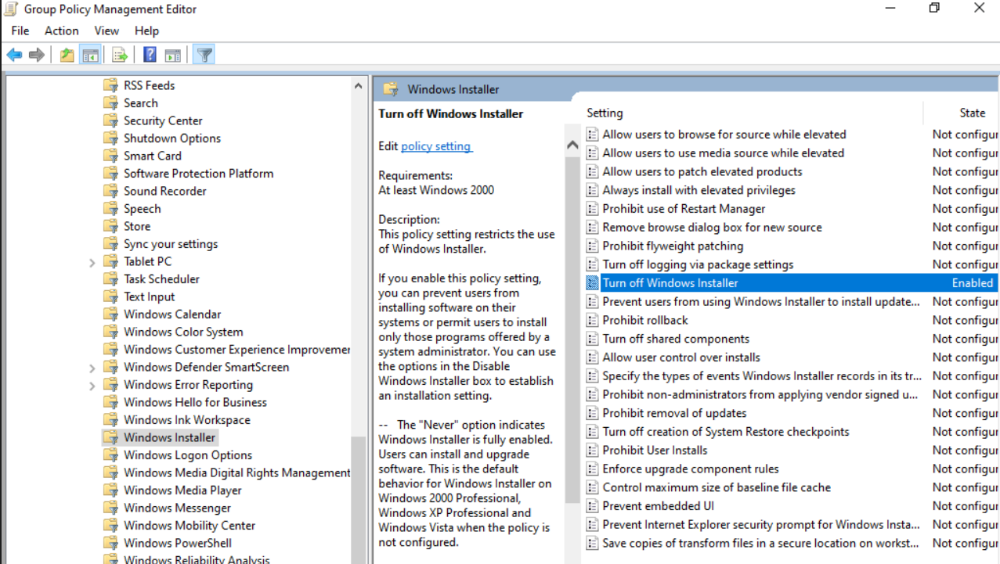 Group Policy Management Editor
File Action View Help
RSS Feeds
Search
Security Center
Shutdown Options
Smart Card
Software Protection Platform
Sound Recorder
Speech
Store
Sync your settings
Tablet PC
Task Scheduler
Text Input
Windows Calendar
Windows Color System
Windows Customer Experience Improvemen
Windows Defender SmartScreen
Windows Error Reporting
Windows Hello for Business
Windows Ink Workspace
Windows Installer
Windows Logon Options
Windows Media Digital Rights Management
Windows Media Player
Windows Messenger
Windows Mobility Center
Windows PowerShell
Windows Reliability Analysis
Windows Installer
Turn off Windows Installer
Edit policy setting
Requirements:
At least Windows 2000
Description:
This policy setting restricts the use
of Windows Installer.
If you enable this policy setting,
you can prevent users from
installing software on their
systems or permit users to install
only those programs offered by a
system administrator. You can use
the options in the Disable
Windows Installer box to establish
an installation setting.
-- The "Never" option indicates
Windows Installer is fully enabled.
Users can install and upgrade
software. This is the default
behavior for Windows Installer on
Windows 2000 Professional,
Windows XP Professional and
Windows Vista when the policy is
not configured.
Setting State
Allow users to browse for source while elevated Not configur
Allow users to use media source while elevated Not configur
Allow users to patch elevated products Not configur
Always install with elevated privileges Not configur
Prohibit use of Restart Manager Not configur
Remove browse dialog box for new source Not configur
Prohibit flyweight patching Not configur
Turn off logging via package settings Not configur
Turn off Windows Installer Enabled
Prevent users from using Windows Installer to install update... Not configur
Prohibit rollback Not configur
Turn off shared components Not configur
Allow user control over installs Not configur
Specify the types of events Windows Installer records in its tr... Not configur
Prohibit non-administrators from applying vendor signed u... Not configur
Prohibit removal of updates Not configur
Turn off creation of System Restore checkpoints Not configur
Prohibit User Installs Not configur
Enforce upgrade component rules Not configur
Control maximum size of baseline file cache Not configur
Prevent embedded UI Not configur
Prevent Internet Explorer security prompt for Windows Insta... Not configur
Save copies of transform files in a secure location on workst... Not configur